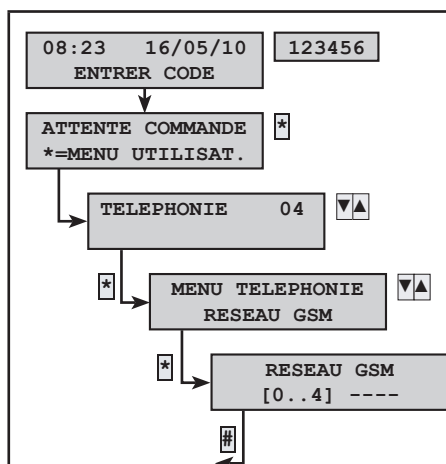 08:23 16/05/10
ENTRER CODE
123456
ATTENTE COMMANDE
*=MENU UTILISAT.
*
TELEPHONIE 04
▼▲
*
MENU TELEPHONIE
RESEAU GSM
▼▲
*
RESEAU GSM
[0..4] ----
#